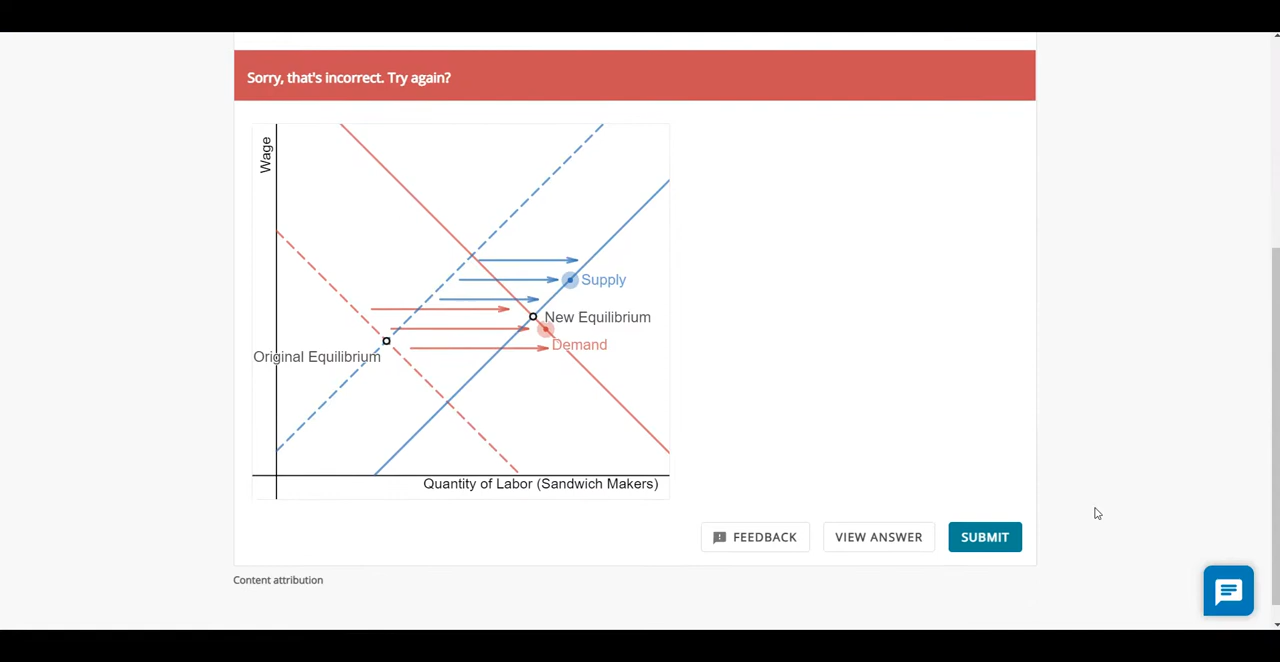 Sorry, that's incorrect. Try again?
Wage
Supply
New Equilibrium
Demand
Original Equilibrium
Quantity of Labor (Sandwich Makers)
FEEDBACK
VIEW ANSWER
SUBMIT
Content attribution